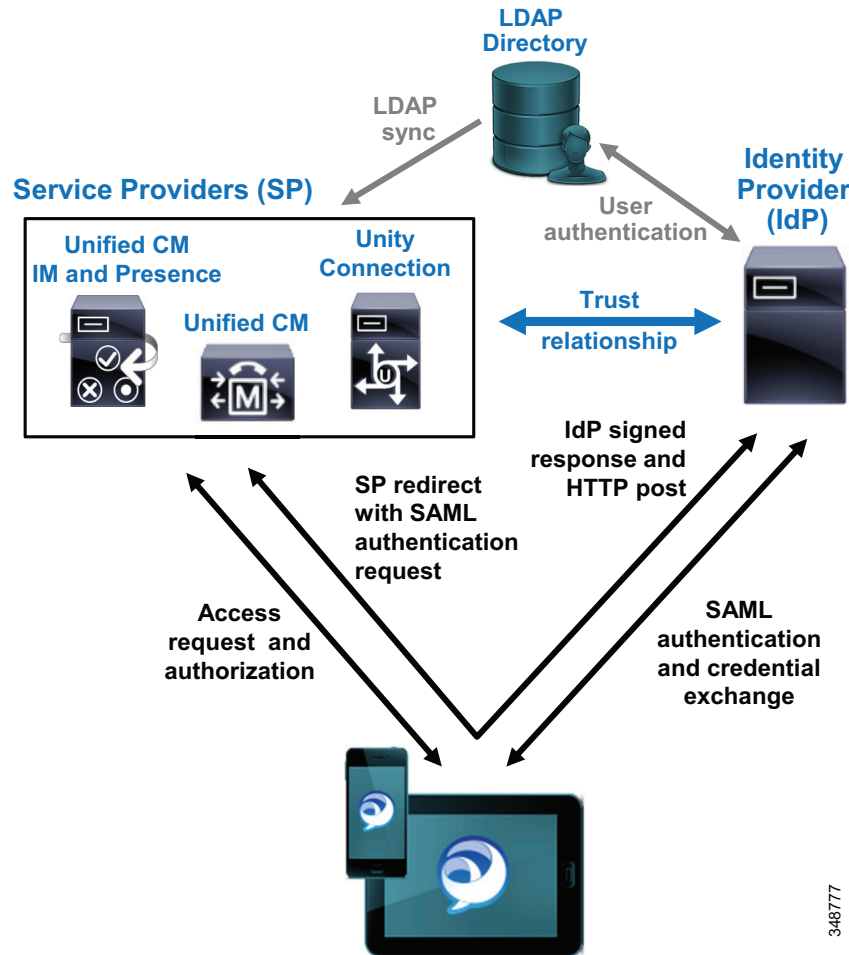 LDAP
Directory
LDAP
sync
Identity
Provider
(IdP)
Service Providers (SP)
User
authentication
Unified CM
IM and Presence
Unity
Connection
Unified CM
Trust
relationship
M
U
IdP signed
response and
HTTP post
SP redirect
with SAML
authentication
request
Access
request and
authorization
SAML
authentication
and credential
exchange
348777